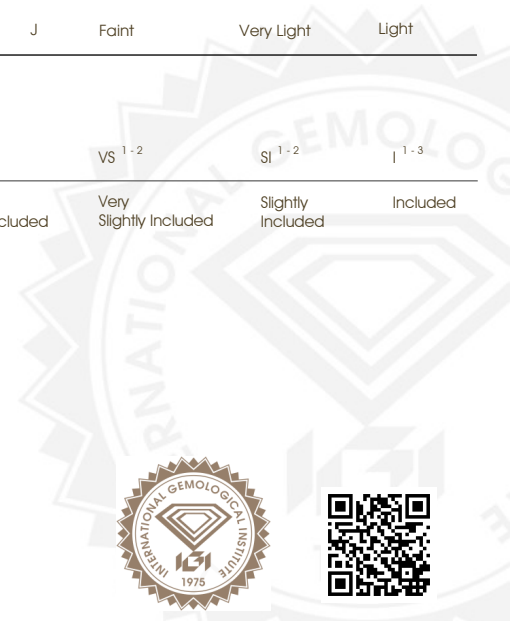 J Faint Very Light Light
VS 1 - 2 SI 1 - 2 I 1 - 3
Very Slightly Included
cluded Slightly Included Included
INTERNATIONAL GEMOLOGICAL INSTITUTE
IGI
1975